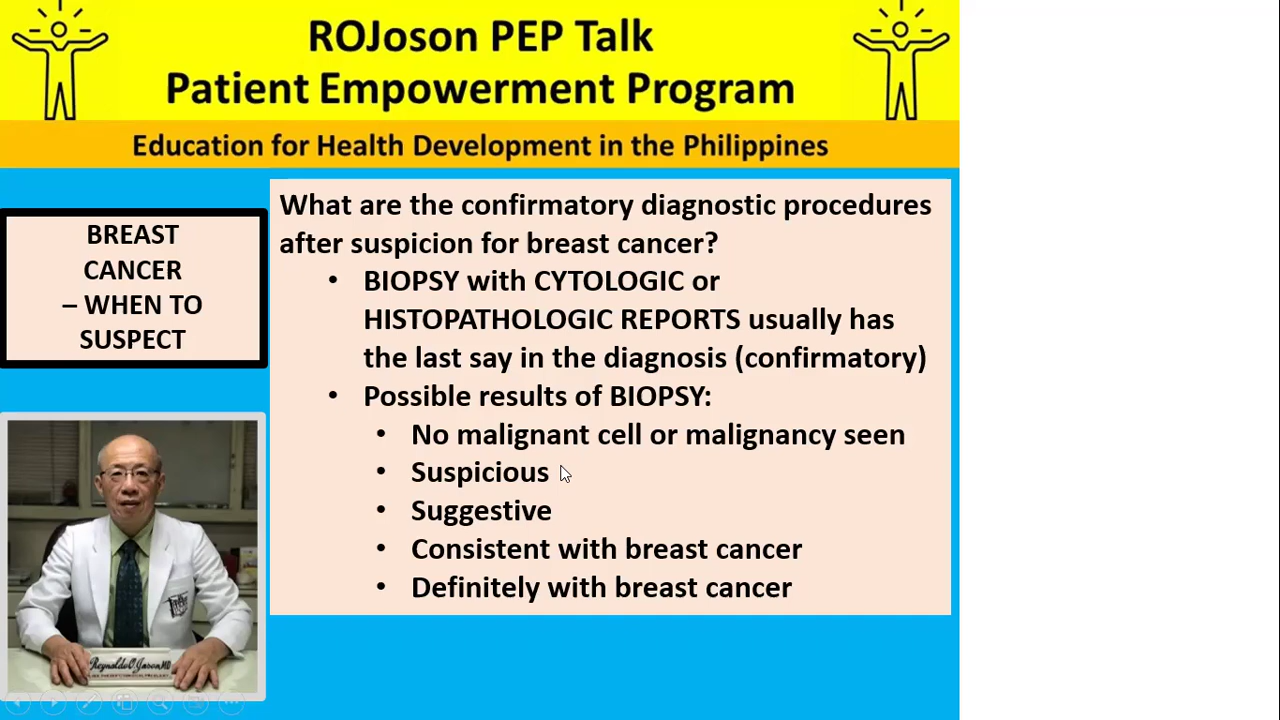 ROJoson PEP Talk
Patient Empowerment Program
Education for Health Development in the Philippines
BREAST
CANCER
– WHEN TO
SUSPECT
What are the confirmatory diagnostic procedures
after suspicion for breast cancer?
• BIOPSY with CYTOLOGIC or
HISTOPATHOLOGIC REPORTS usually has
the last say in the diagnosis (confirmatory)
• Possible results of BIOPSY:
• No malignant cell or malignancy seen
• Suspicious
• Suggestive
• Consistent with breast cancer
• Definitely with breast cancer
Reynaldo O. Joson, MD